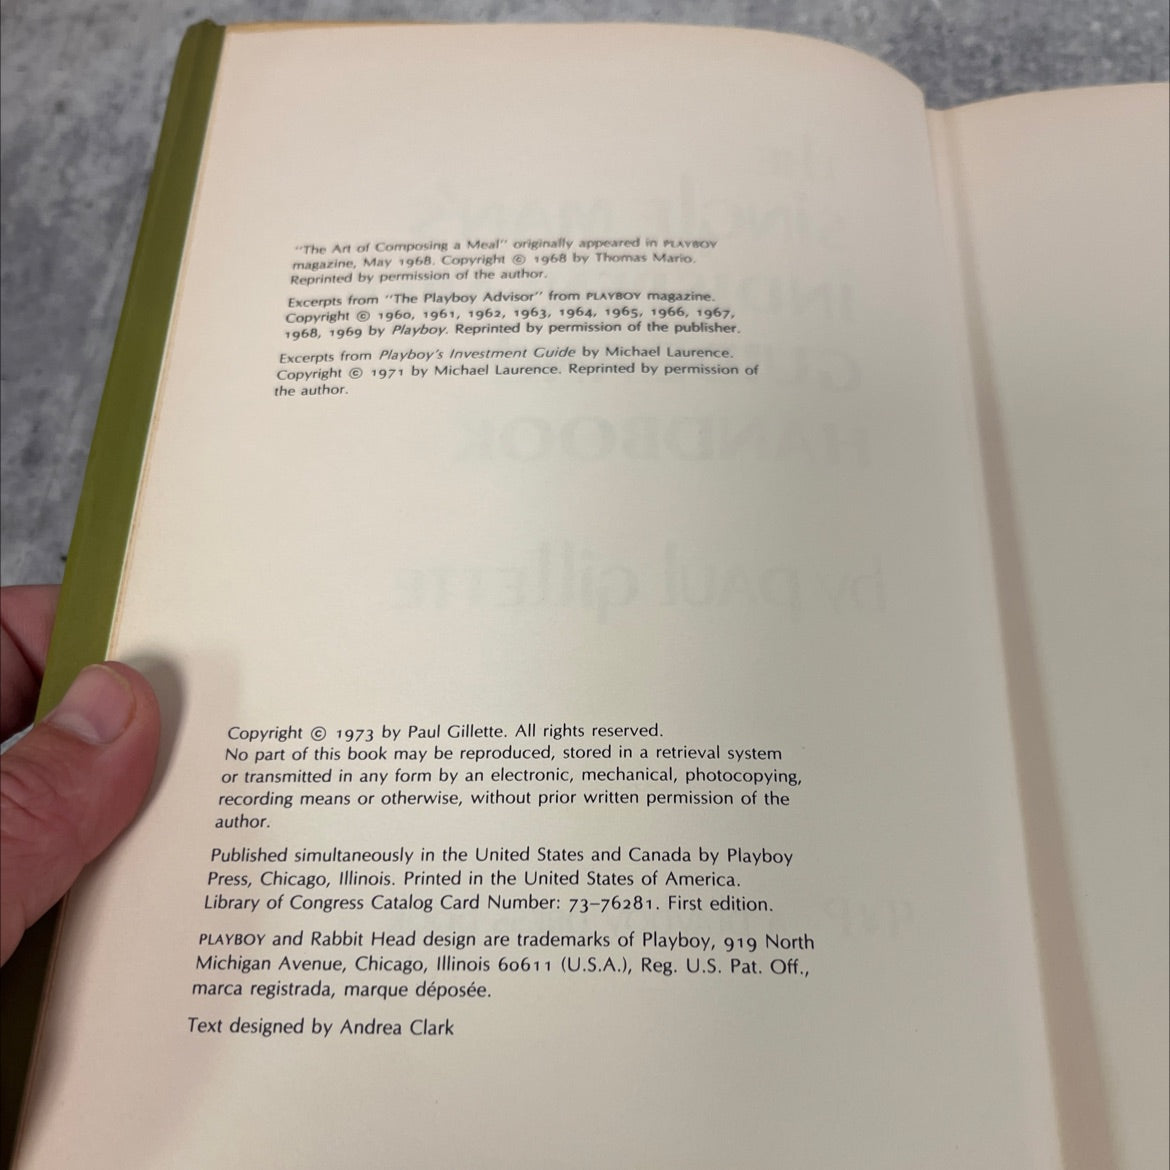 "The Art of Composing a Meal" originally appeared in PLAYBOY
magazine, May 1968. Copyright © 1968 by Thomas Mario.
Reprinted by permission of the author.
Excerpts from "The Playboy Advisor" from PLAYBOY magazine.
Copyright © 1960, 1961, 1962, 1963, 1964, 1965, 1966, 1967,
1968, 1969 by Playboy. Reprinted by permission of the publisher.
Excerpts from Playboy's Investment Guide by Michael Laurence.
Copyright © 1971 by Michael Laurence. Reprinted by permission of
the author.
HANDBOOK
by PAUL gillETTE
Copyright © 1973 by Paul Gillette. All rights reserved.
No part of this book may be reproduced, stored in a retrieval system
or transmitted in any form by an electronic, mechanical, photocopying,
recording means or otherwise, without prior written permission of the
author.
Published simultaneously in the United States and Canada by Playboy
Press, Chicago, Illinois. Printed in the United States of America.
Library of Congress Catalog Card Number: 73–76281. First edition.
PLAYBOY and Rabbit Head design are trademarks of Playboy, 919 North
Michigan Avenue, Chicago, Illinois 60611 (U.S.A.), Reg. U.S. Pat. Off.,
marca registrada, marque déposée.
Text designed by Andrea Clark